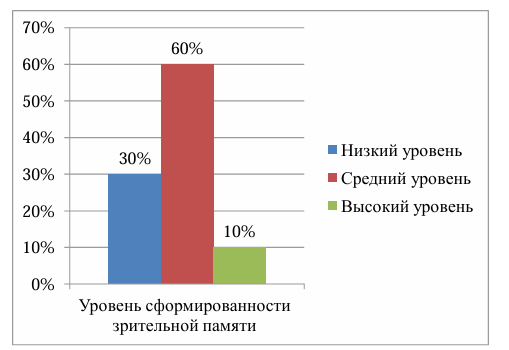 70%
60%
50%
40%
30%
20%
10%
0%
30%
60%
10%
Уровень сформированности
зрительной памяти
Низкий уровень
Средний уровень
Высокий уровень